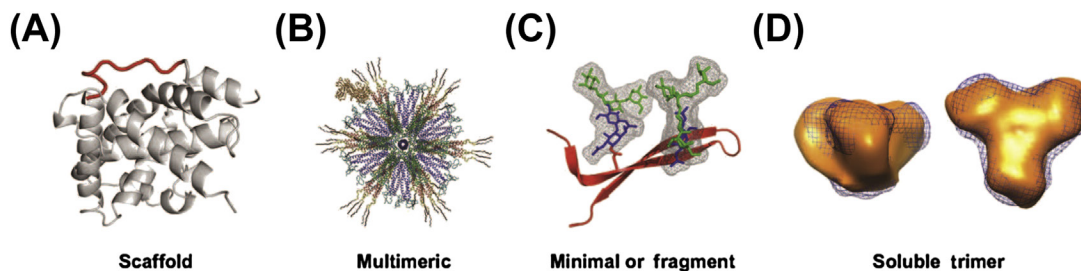 (A) (B) (C) (D)
Scaffold Multimeric Minimal or fragment Soluble trimer